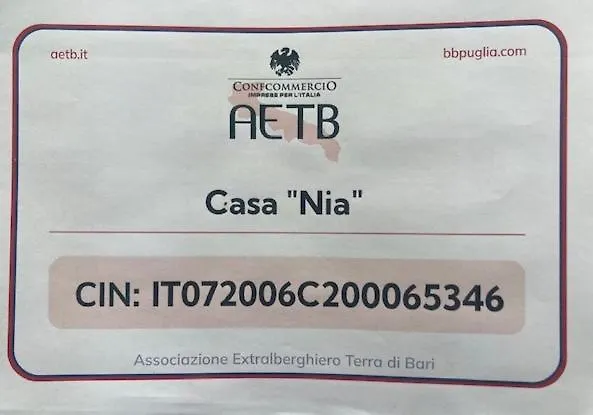 aetb.it
bbpuglia.com
CONFCOMMERCIO
IMPRESE PER L'ITALIA
AETB
Casa "Nia"
CIN: IT072006C200065346
Associazione Extralberghiero Terra di Bari